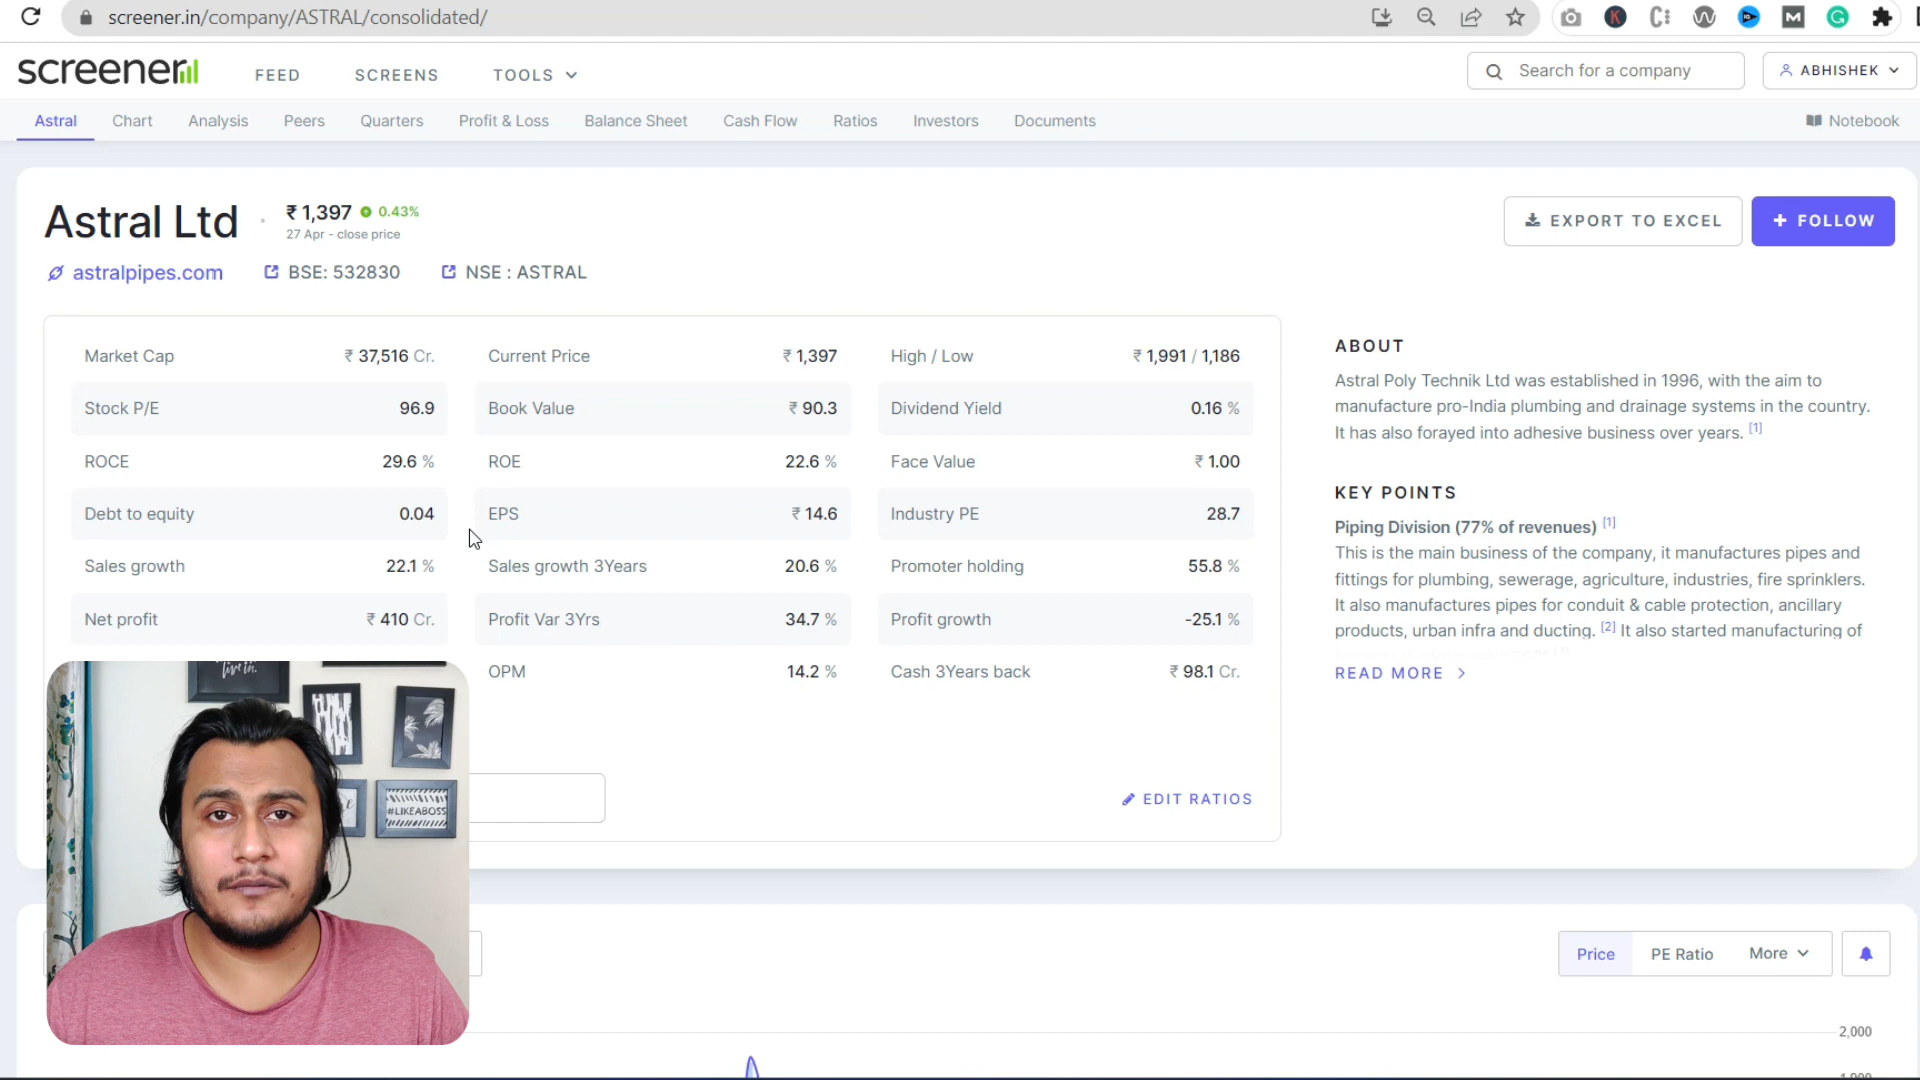 screener.in/company/ASTRAL/consolidated/
screener
FEED
SCREENS
TOOLS
Search for a company
ABHISHEK
Astral
Chart
Analysis
Peers
Quarters
Profit & Loss
Balance Sheet
Cash Flow
Ratios
Investors
Documents
Notebook
Astral Ltd
₹ 1,397 0.43%
27 Apr - close price
EXPORT TO EXCEL
+ FOLLOW
astralpipes.com
BSE: 532830
NSE : ASTRAL
Market Cap ₹ 37,516 Cr.
Current Price ₹ 1,397
High / Low ₹ 1,991 / 1,186
Stock P/E 96.9
Book Value ₹ 90.3
Dividend Yield 0.16 %
ROCE 29.6 %
ROE 22.6 %
Face Value ₹ 1.00
Debt to equity 0.04
EPS ₹ 14.6
Industry PE 28.7
Sales growth 22.1 %
Sales growth 3Years 20.6 %
Promoter holding 55.8 %
Net profit ₹ 410 Cr.
Profit Var 3Yrs 34.7 %
Profit growth -25.1 %
OPM 14.2 %
Cash 3Years back ₹ 98.1 Cr.
EDIT RATIOS
ABOUT
Astral Poly Technik Ltd was established in 1996, with the aim to
manufacture pro-India plumbing and drainage systems in the country.
It has also forayed into adhesive business over years. [1]
KEY POINTS
Piping Division (77% of revenues) [1]
This is the main business of the company, it manufactures pipes and
fittings for plumbing, sewerage, agriculture, industries, fire sprinklers.
It also manufactures pipes for conduit & cable protection, ancillary
products, urban infra and ducting. [2] It also started manufacturing of
READ MORE
live in.
#LIKEABOSS
Price
PE Ratio
More
2,000